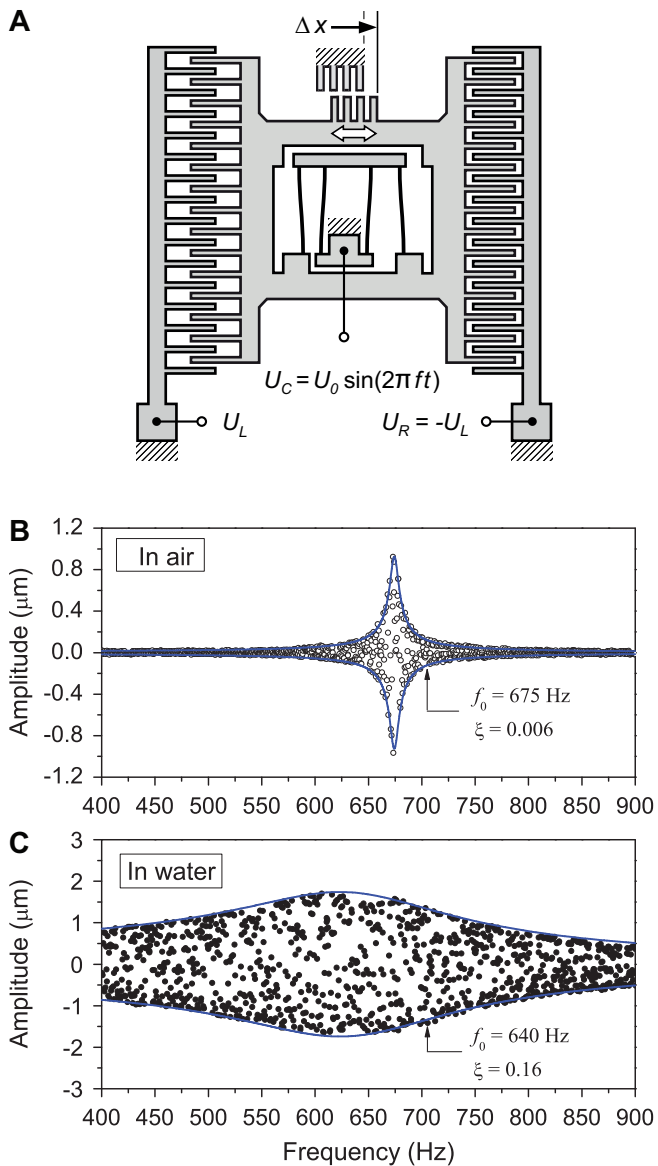 A
Δx
U_C = U_0 sin(2π ft)
U_L
U_R = -U_L
B
In air
Amplitude (μm)
1.2
0.8
0.4
0.0
-0.4
-0.8
-1.2
f_0 = 675 Hz
ξ = 0.006
400 450 500 550 600 650 700 750 800 850 900
C
In water
Amplitude (μm)
3
2
1
0
-1
-2
-3
f_0 = 640 Hz
ξ = 0.16
400 450 500 550 600 650 700 750 800 850 900
Frequency (Hz)